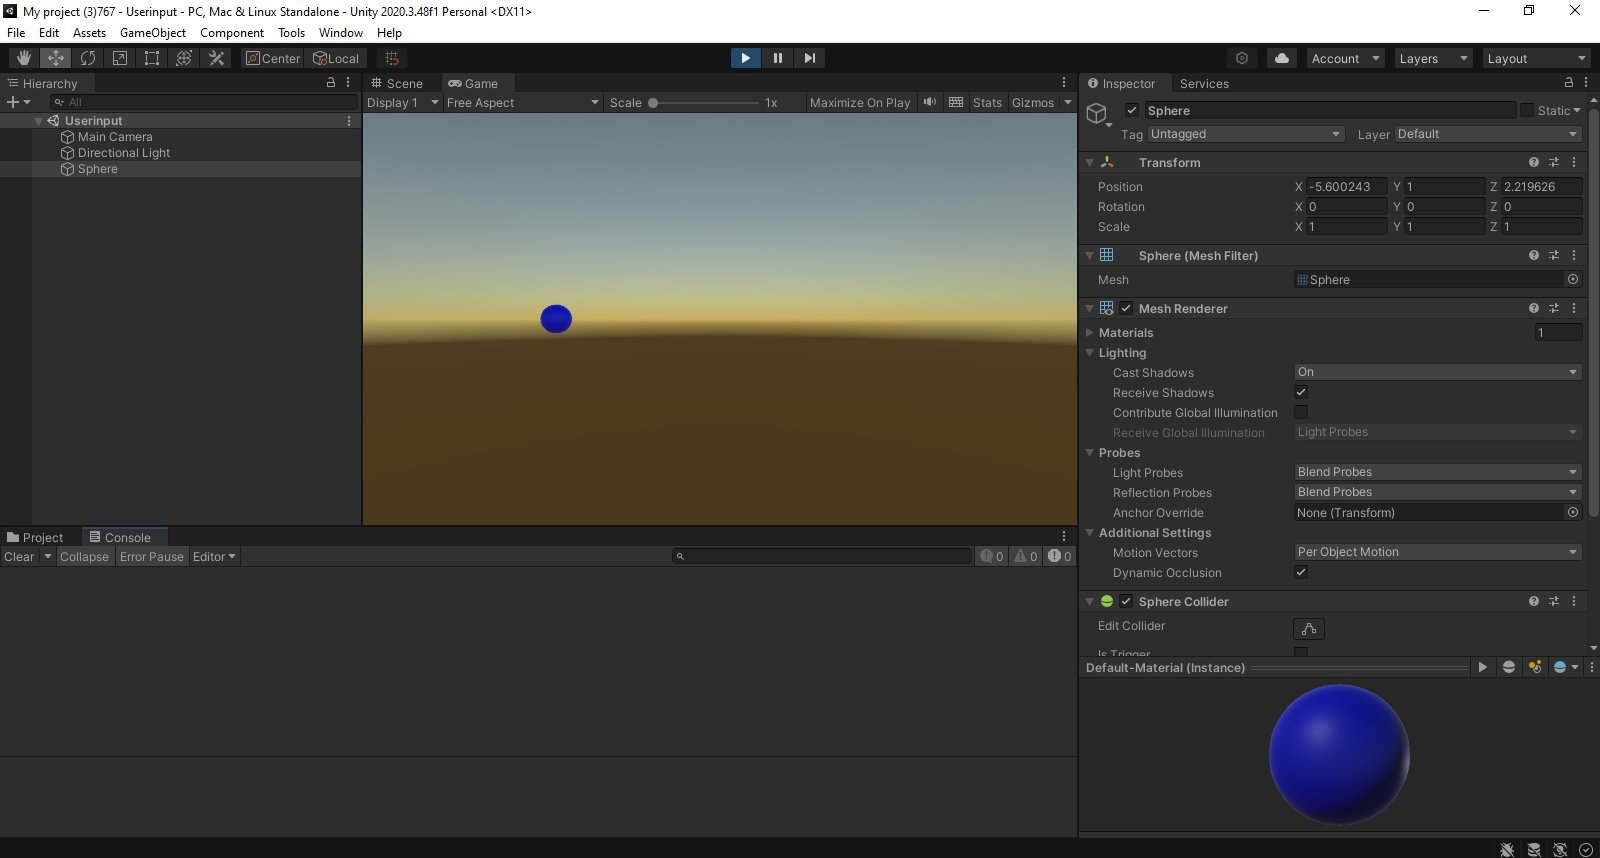 My project (3)767 - Userinput - PC, Mac & Linux Standalone - Unity 2020.3.48f1 Personal <DX11>
File Edit Assets GameObject Component Tools Window Help
Center Local Account Layers Layout
Hierarchy
All
Userinput
Main Camera
Directional Light
Sphere
Scene Game
Display 1 Free Aspect Scale 1x Maximize On Play Stats Gizmos
Project Console
Clear Collapse Error Pause Editor 0 0 0
Inspector Services
Sphere Static
Tag Untagged Layer Default
Transform
Position X -5.600243 Y 1 Z 2.219626
Rotation X 0 Y 0 Z 0
Scale X 1 Y 1 Z 1
Sphere (Mesh Filter)
Mesh Sphere
Mesh Renderer
Materials 1
Lighting
Cast Shadows On
Receive Shadows
Contribute Global Illumination
Receive Global Illumination Light Probes
Probes
Light Probes Blend Probes
Reflection Probes Blend Probes
Anchor Override None (Transform)
Additional Settings
Motion Vectors Per Object Motion
Dynamic Occlusion
Sphere Collider
Edit Collider
Is Trigger
Default-Material (Instance)